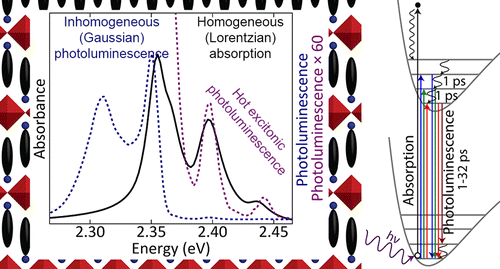 Inhomogeneous
(Gaussian)
photoluminescence
Homogeneous
(Lorentzian)
absorption
Hot excitonic
photoluminescence
Absorbance
Photoluminescence
Photoluminescence × 60
2.30
2.35
2.40
2.45
Energy (eV)
1 ps
1 ps
Absorption
Photoluminescence
1-32 ps
hν